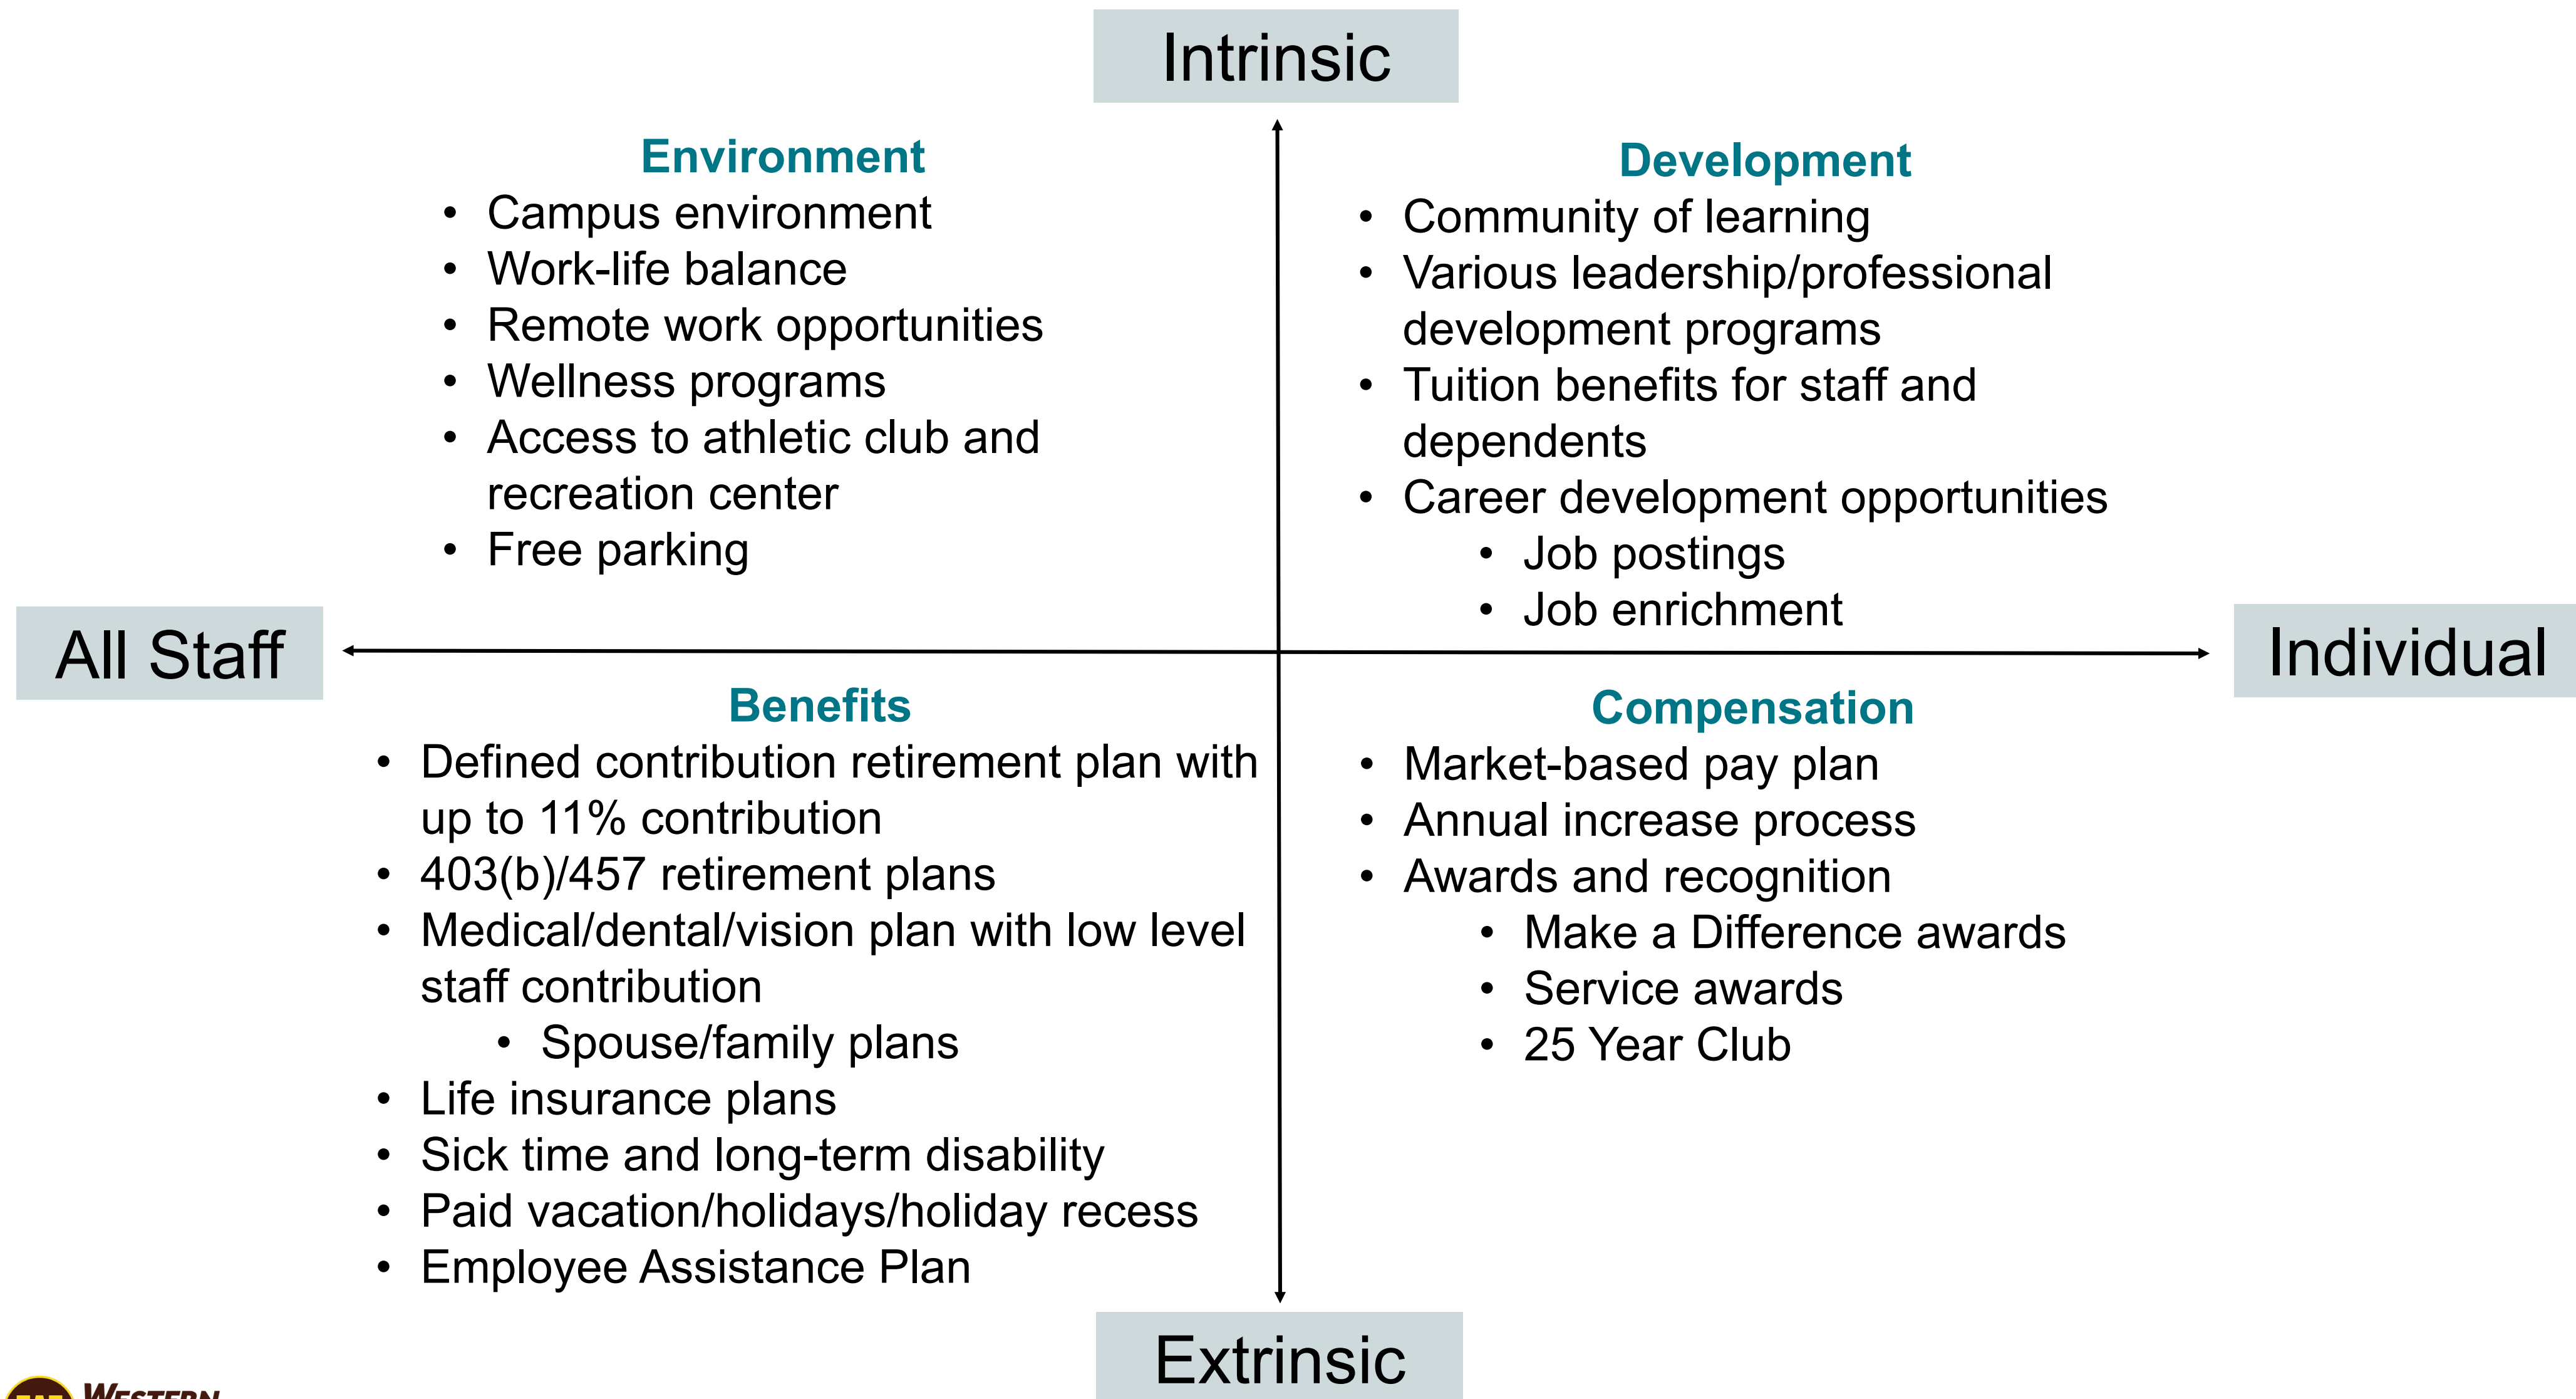 Intrinsic
Environment
• Campus environment
• Work-life balance
• Remote work opportunities
• Wellness programs
• Access to athletic club and
recreation center
• Free parking
Development
• Community of learning
• Various leadership/professional
development programs
• Tuition benefits for staff and
dependents
• Career development opportunities
• Job postings
• Job enrichment
All Staff
Individual
Benefits
• Defined contribution retirement plan with
up to 11% contribution
• 403(b)/457 retirement plans
• Medical/dental/vision plan with low level
staff contribution
• Spouse/family plans
• Life insurance plans
• Sick time and long-term disability
• Paid vacation/holidays/holiday recess
• Employee Assistance Plan
Compensation
• Market-based pay plan
• Annual increase process
• Awards and recognition
• Make a Difference awards
• Service awards
• 25 Year Club
Extrinsic
WESTERN